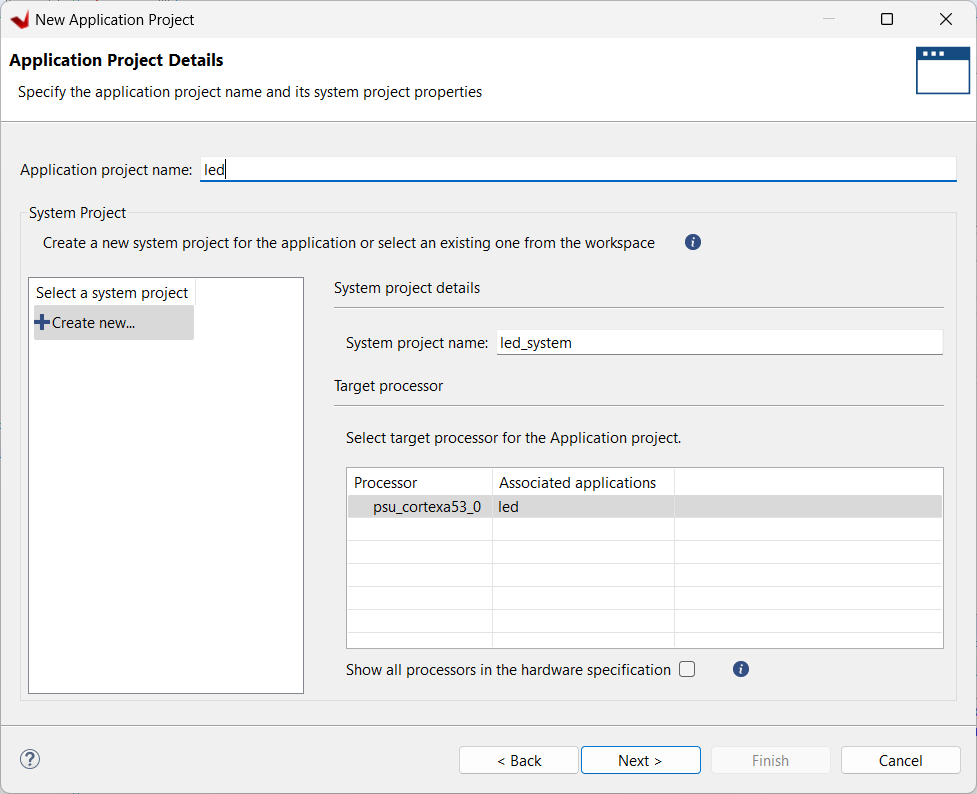 New Application Project
Application Project Details
Specify the application project name and its system project properties
Application project name: led
System Project
Create a new system project for the application or select an existing one from the workspace
Select a system project
Create new...
System project details
System project name: led_system
Target processor
Select target processor for the Application project.
Processor Associated applications
psu_cortexa53_0 led
Show all processors in the hardware specification
< Back Next > Finish Cancel